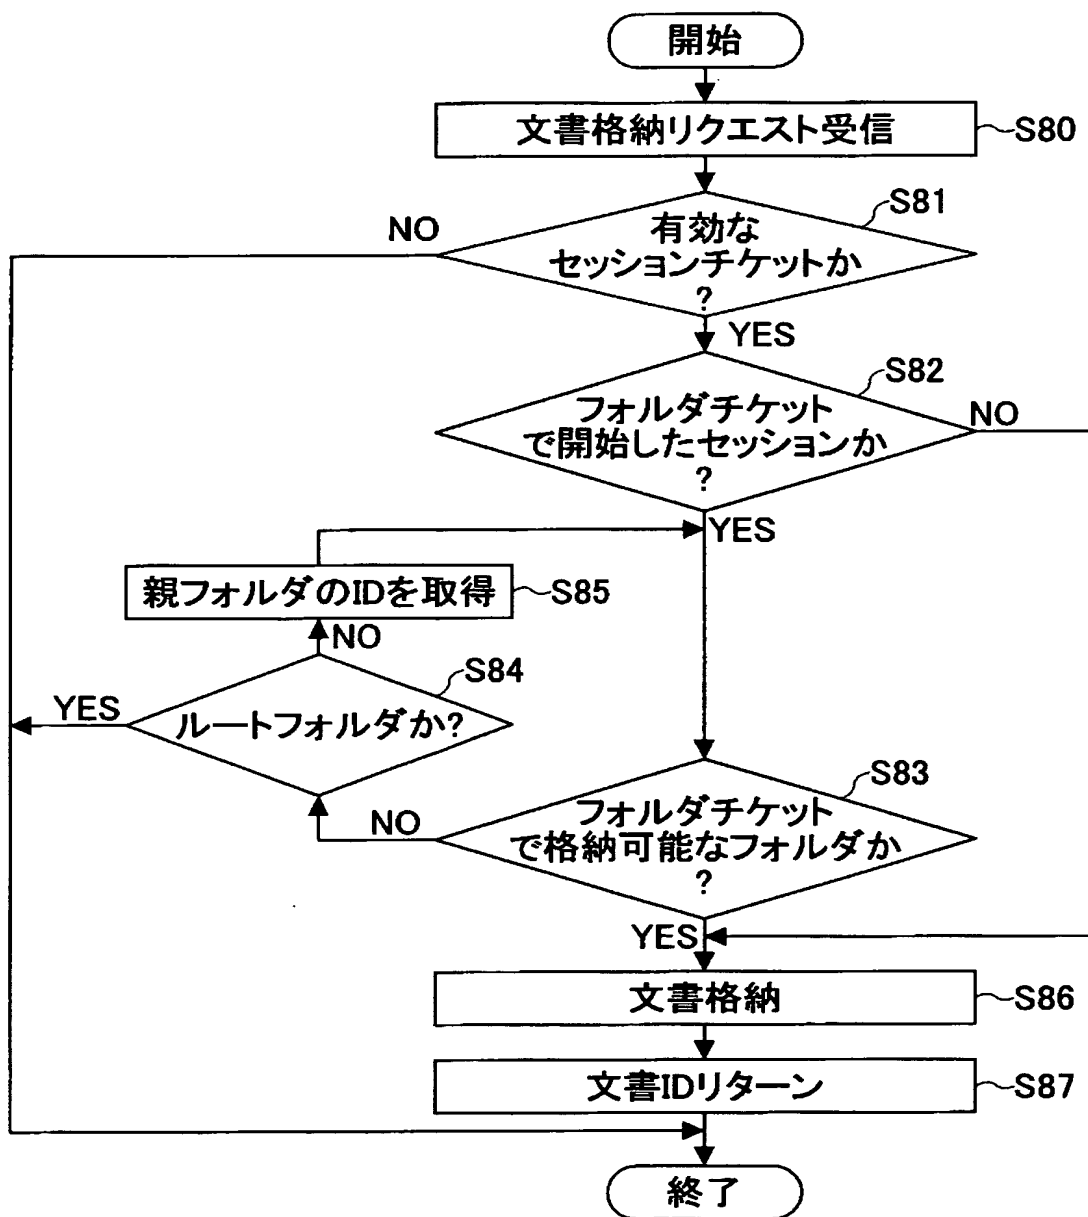 開始
文書格納リクエスト受信
S80
S81
NO
有効な
セッションチケットか
?
YES
S82
フォルダチケット
で開始したセッションか
?
NO
YES
親フォルダのIDを取得
S85
NO
S84
YES
ルートフォルダか?
S83
フォルダチケット
で格納可能なフォルダか
?
NO
YES
文書格納
S86
文書IDリターン
S87
終了